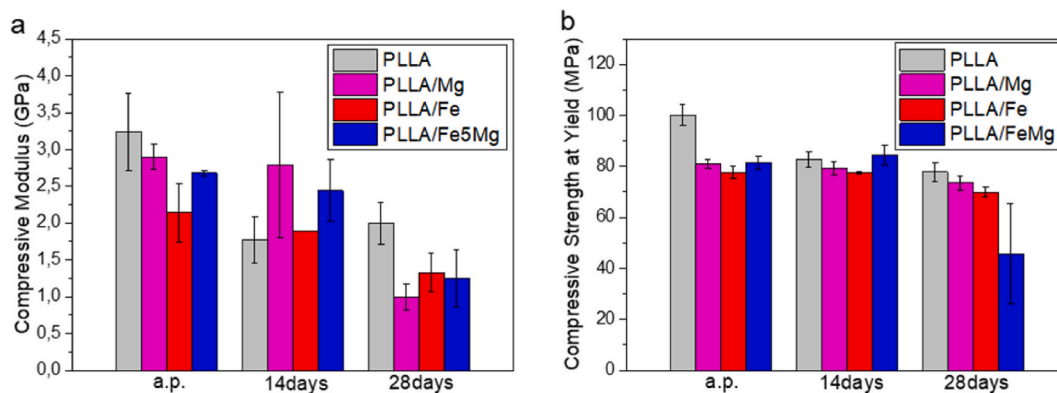 a
4,5
4,0
3,5
3,0
2,5
2,0
1,5
1,0
0,5
0,0
Compressive Modulus (GPa)
PLLA
PLLA/Mg
PLLA/Fe
PLLA/Fe5Mg
a.p.
14days
28days
b
120
100
80
60
40
20
0
Compressive Strength at Yield (MPa)
PLLA
PLLA/Mg
PLLA/Fe
PLLA/FeMg
a.p.
14days
28days